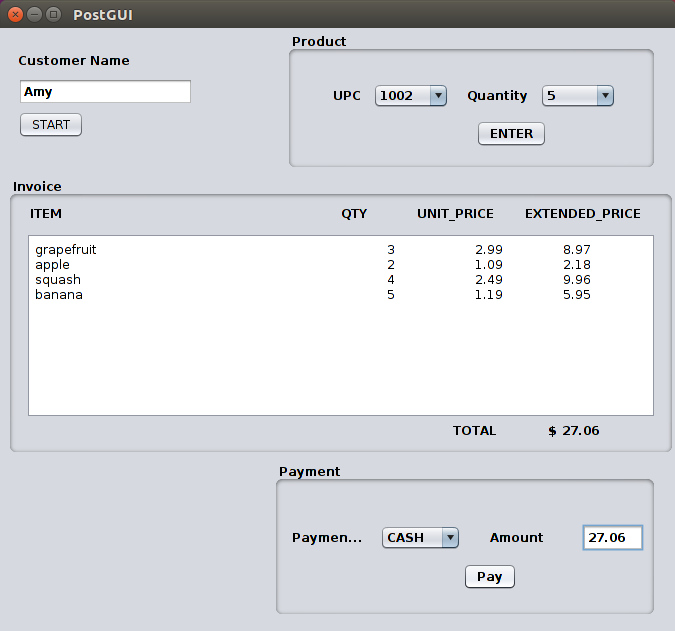 PostGUI
Customer Name
Amy
START
Product
UPC 1002 Quantity 5
ENTER
Invoice
ITEM QTY UNIT_PRICE EXTENDED_PRICE
grapefruit 3 2.99 8.97
apple 2 1.09 2.18
squash 4 2.49 9.96
banana 5 1.19 5.95
TOTAL $ 27.06
Payment
Paymen... CASH Amount 27.06
Pay